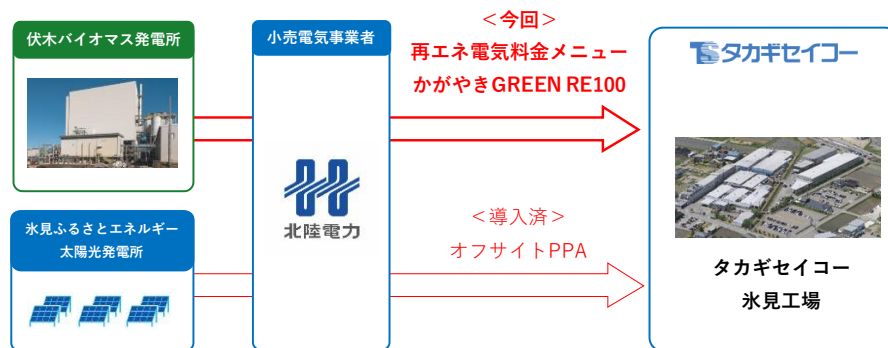 伏木バイオマス発電所
氷見ふるさとエネルギー
太陽光発電所
小売電気事業者
北陸電力
＜今回＞
再エネ電気料金メニュー
かがやきGREEN RE100
＜導入済＞
オフサイトPPA
TS タカギセイコー
タカギセイコー
氷見工場